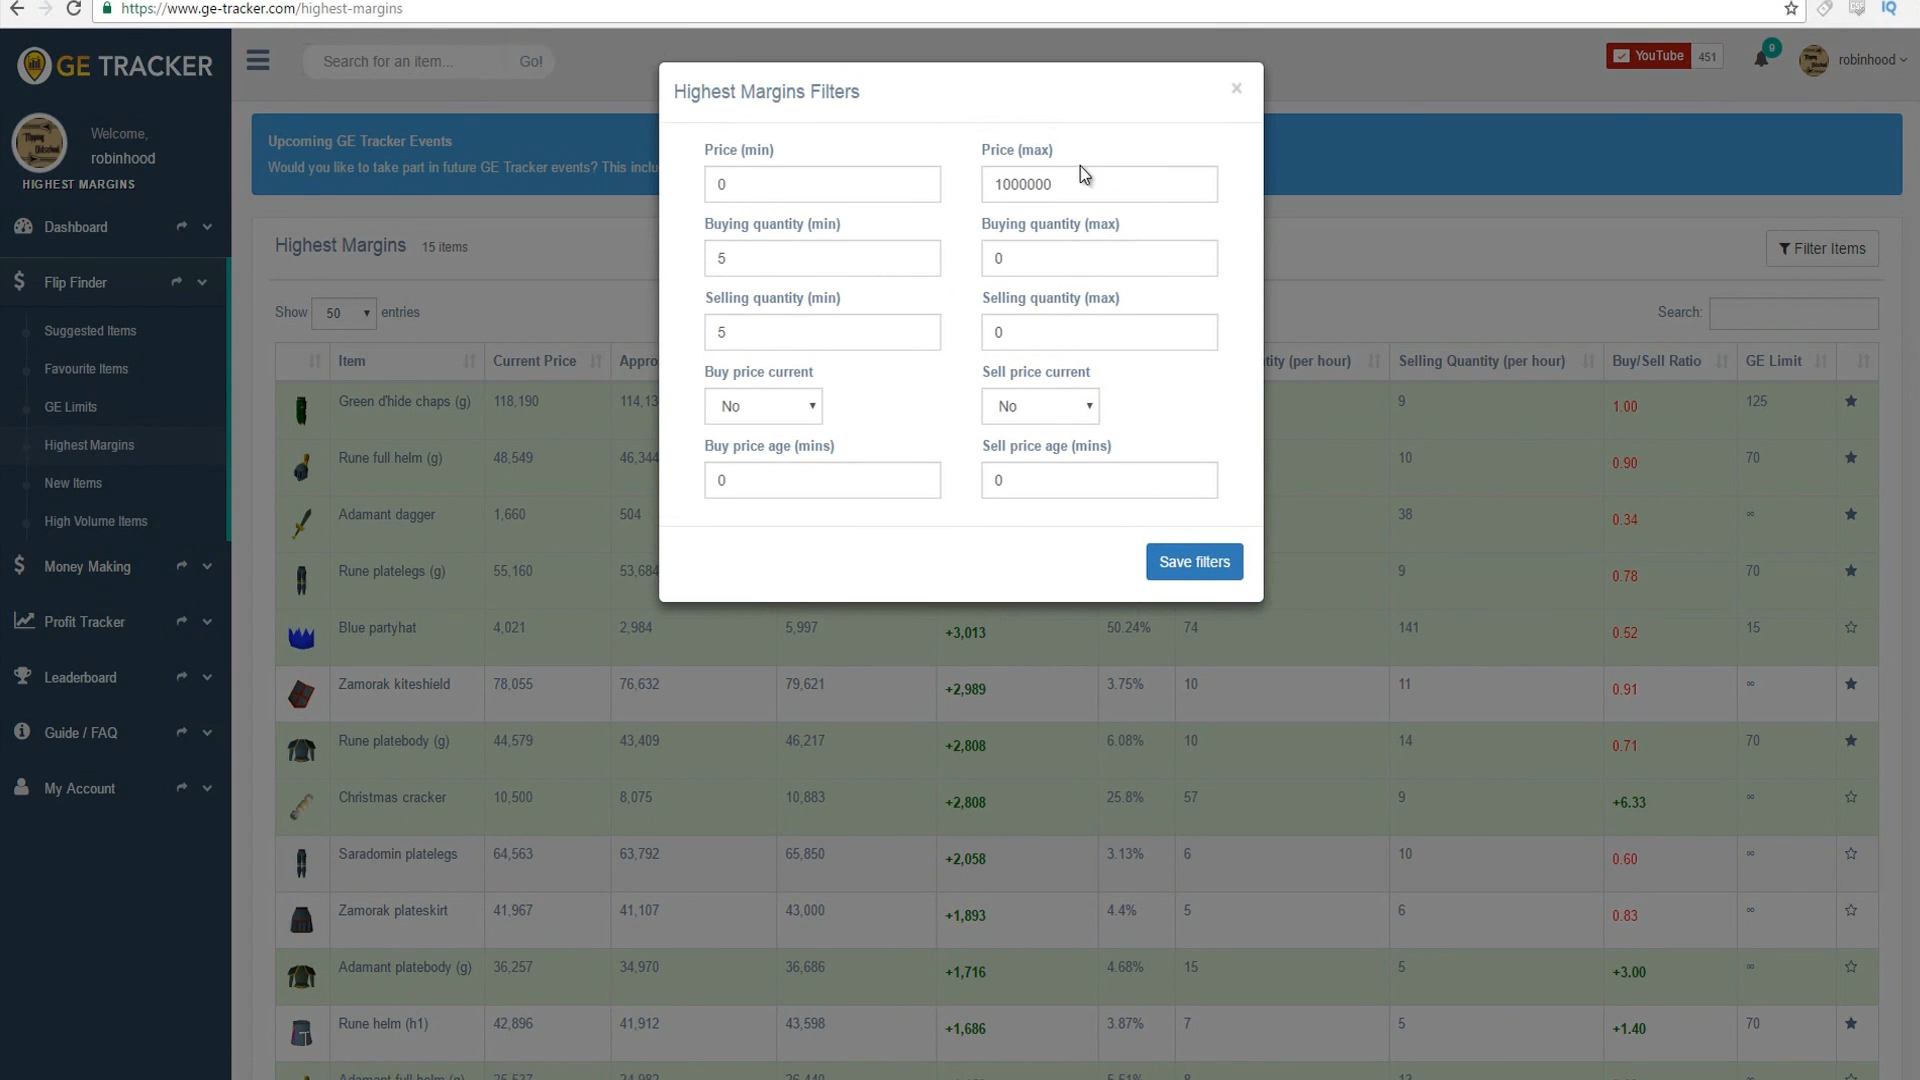 https://www.ge-tracker.com/highest-margins
IQ
GE TRACKER
Search for an item...
Go!
YouTube
451
9
robinhood
Welcome,
robinhood
HIGHEST MARGINS
Dashboard
Flip Finder
Suggested Items
Favourite Items
GE Limits
Highest Margins
New Items
High Volume Items
Money Making
Profit Tracker
Leaderboard
Guide / FAQ
My Account
Upcoming GE Tracker Events
Would you like to take part in future GE Tracker events? This inclu
Highest Margins 15 items
Filter Items
Show 50 entries
Search:
Highest Margins Filters
×
Price (min) Price (max)
0 1000000
Buying quantity (min) Buying quantity (max)
5 0
Selling quantity (min) Selling quantity (max)
5 0
Buy price current Sell price current
No No
Buy price age (mins) Sell price age (mins)
0 0
Save filters
Item Current Price Appro tity (per hour) Selling Quantity (per hour) Buy/Sell Ratio GE Limit
Green d'hide chaps (g) 118,190 114,13 9 1.00 125
Rune full helm (g) 48,549 46,344 10 0.90 70
Adamant dagger 1,660 504 38 0.34 ∞
Rune platelegs (g) 55,160 53,684 9 0.78 70
Blue partyhat 4,021 2,984 5,997 +3,013 50.24% 74 141 0.52 15
Zamorak kiteshield 78,055 76,632 79,621 +2,989 3.75% 10 11 0.91 ∞
Rune platebody (g) 44,579 43,409 46,217 +2,808 6.08% 10 14 0.71 70
Christmas cracker 10,500 8,075 10,883 +2,808 25.8% 57 9 +6.33 ∞
Saradomin platelegs 64,563 63,792 65,850 +2,058 3.13% 6 10 0.60 ∞
Zamorak plateskirt 41,967 41,107 43,000 +1,893 4.4% 5 6 0.83 ∞
Adamant platebody (g) 36,257 34,970 36,686 +1,716 4.68% 15 5 +3.00 ∞
Rune helm (h1) 42,896 41,912 43,598 +1,686 3.87% 7 5 +1.40 70
Adamant full helm (g)